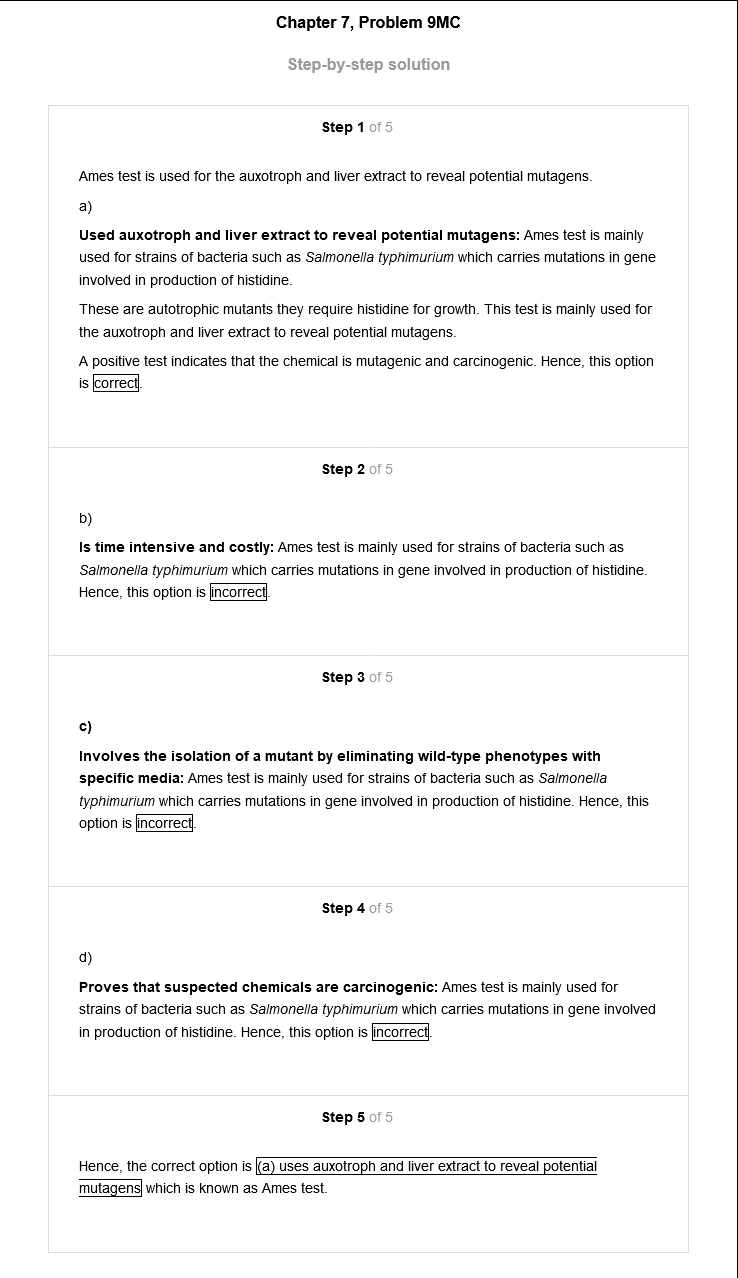 Chapter 7, Problem 9MC
Step-by-step solution
Step 1 of 5
Ames test is used for the auxotroph and liver extract to reveal potential mutagens.
a)
Used auxotroph and liver extract to reveal potential mutagens: Ames test is mainly
used for strains of bacteria such as Salmonella typhimurium which carries mutations in gene
involved in production of histidine.
These are autotrophic mutants they require histidine for growth. This test is mainly used for
the auxotroph and liver extract to reveal potential mutagens.
A positive test indicates that the chemical is mutagenic and carcinogenic. Hence, this option
is correct.
Step 2 of 5
b)
Is time intensive and costly: Ames test is mainly used for strains of bacteria such as
Salmonella typhimurium which carries mutations in gene involved in production of histidine.
Hence, this option is incorrect.
Step 3 of 5
c)
Involves the isolation of a mutant by eliminating wild-type phenotypes with
specific media: Ames test is mainly used for strains of bacteria such as Salmonella
typhimurium which carries mutations in gene involved in production of histidine. Hence, this
option is incorrect.
Step 4 of 5
d)
Proves that suspected chemicals are carcinogenic: Ames test is mainly used for
strains of bacteria such as Salmonella typhimurium which carries mutations in gene involved
in production of histidine. Hence, this option is incorrect.
Step 5 of 5
Hence, the correct option is (a) uses auxotroph and liver extract to reveal potential
mutagens which is known as Ames test.